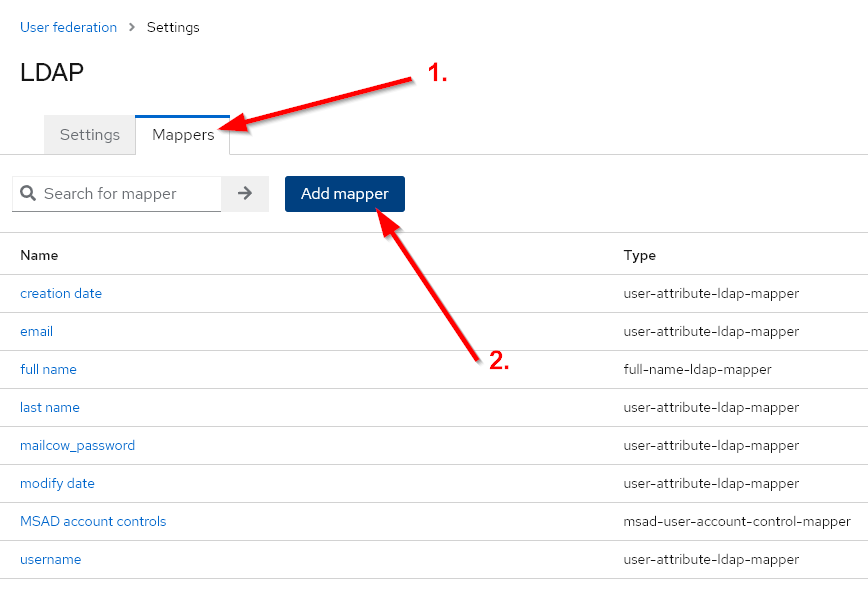 User federation > Settings
LDAP
1.
Settings Mappers
Search for mapper Add mapper
2.
Name Type
creation date user-attribute-ldap-mapper
email user-attribute-ldap-mapper
full name full-name-ldap-mapper
last name user-attribute-ldap-mapper
mailcow_password user-attribute-ldap-mapper
modify date user-attribute-ldap-mapper
MSAD account controls msad-user-account-control-mapper
username user-attribute-ldap-mapper